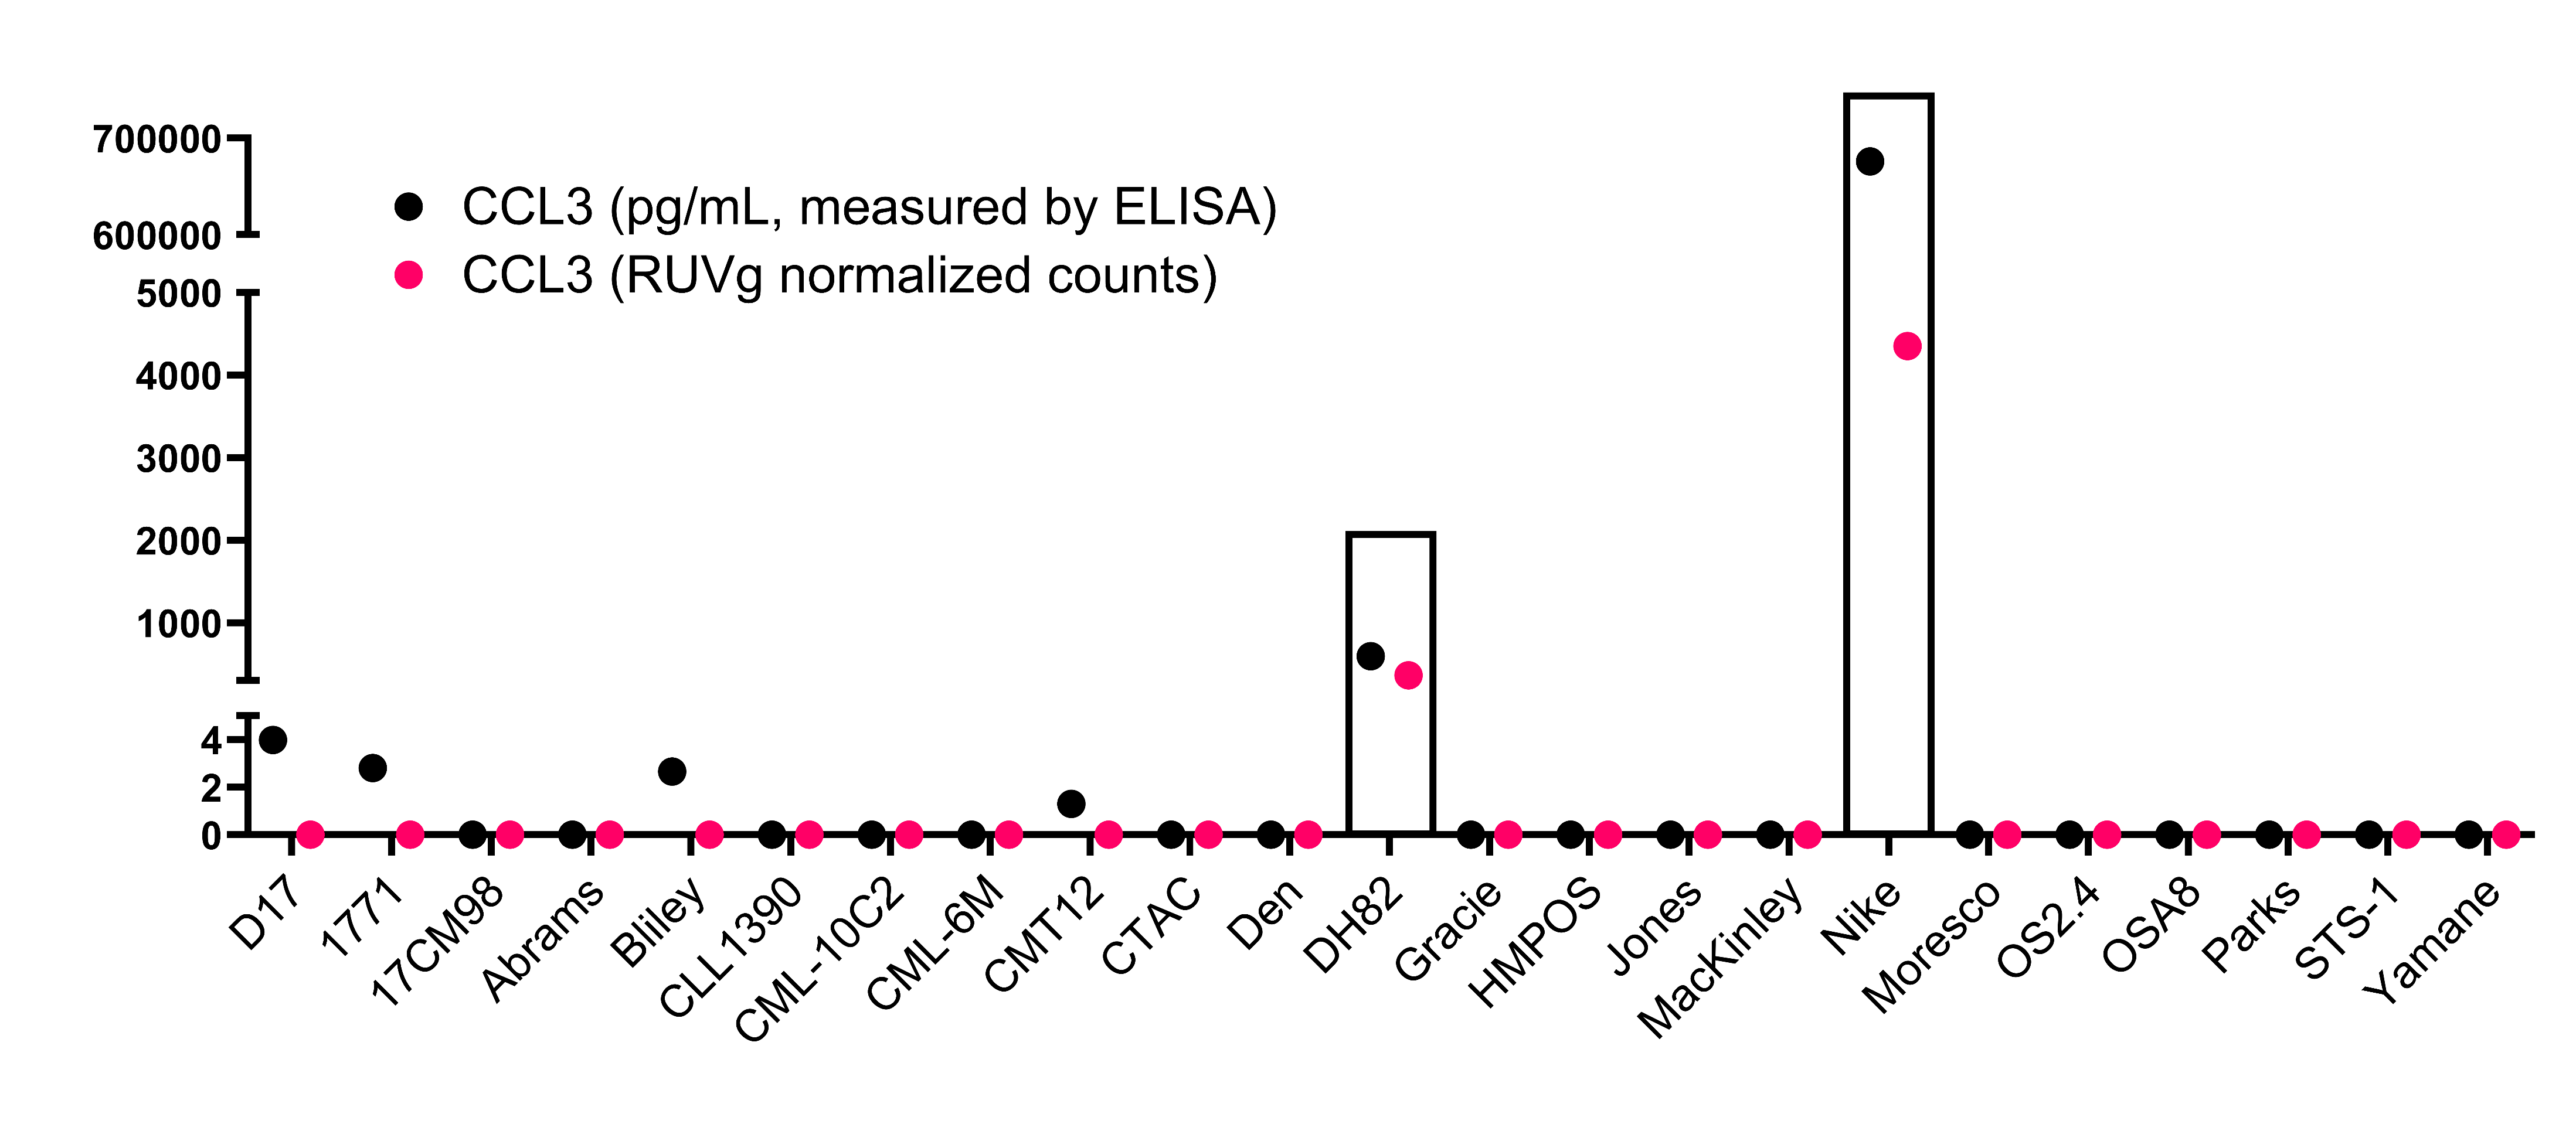 700000
600000
5000
4000
3000
2000
1000
4
2
0
CCL3 (pg/mL, measured by ELISA)
CCL3 (RUVg normalized counts)
D17
1771
17CM98
Abrams
Bliley
CLL1390
CML-10C2
CML-6M
CMT12
CTAC
Den
DH82
Gracie
HMPOS
Jones
MacKinley
Nike
Moresco
OS2.4
OSA8
Parks
STS-1
Yamane